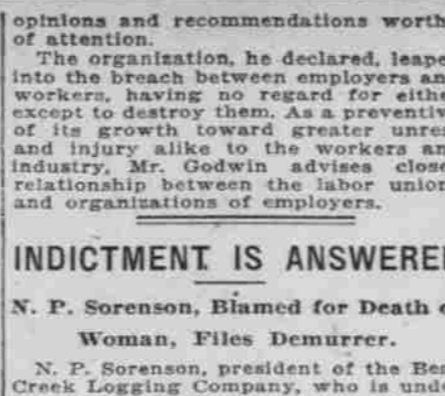 opinions and recommendations worth
of attention.
The organization, he declared, leape
into the breach between employers an
workers, having no regard for eithe
except to destroy them. As a preventiv
of its growth toward greater unre
and injury alike to the workers an
industry, Mr. Godwin advises close
relationship between the labor union
and organizations of employers.
INDICTMENT IS ANSWERE
N. P. Sorenson, Blamed for Death o
Woman, Files Demurrer.
N. P. Sorenson, president of the Bea
Creek Logging Company, who is unde